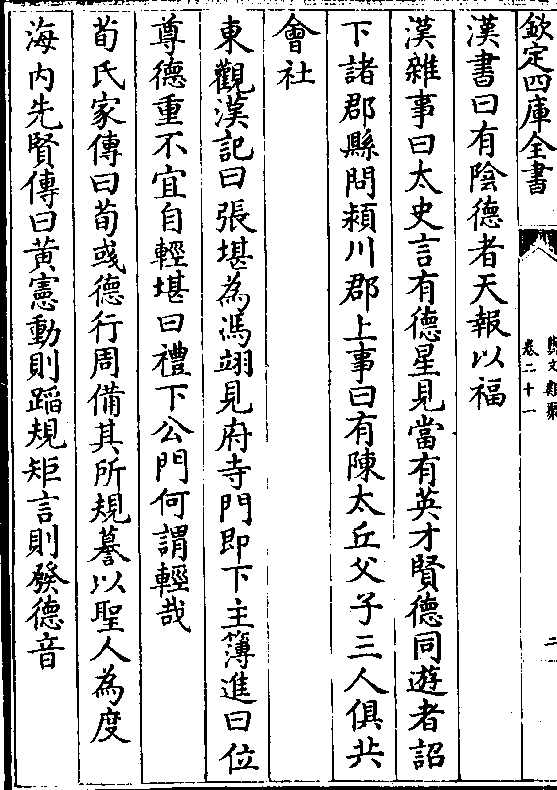 欽定四庫全書
藝文類聚
卷二十一
二
漢書曰有陰德者天報以福
漢雜事曰太史言有德星見當有英才賢德同遊者詔
下諸郡縣問潁川郡上事曰有陳太丘父子三人俱共
會社
東觀漢記曰張堪為馮翊見府寺門即下主簿進曰位
尊德重不宜自輕堪曰禮下公門何謂輕哉
荀氏家傳曰荀彧德行周備其所規摹以聖人為度
海内先賢傳曰黄憲動則蹈規矩言則發德音